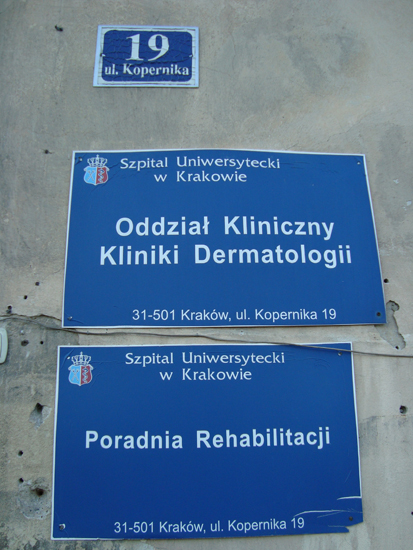 19
ul. Kopernika
Szpital Uniwersytecki
w Krakowie
Oddział Kliniczny
Kliniki Dermatologii
31-501 Kraków, ul. Kopernika 19
Szpital Uniwersytecki
w Krakowie
Poradnia Rehabilitacji
31-501 Kraków, ul. Kopernika 19